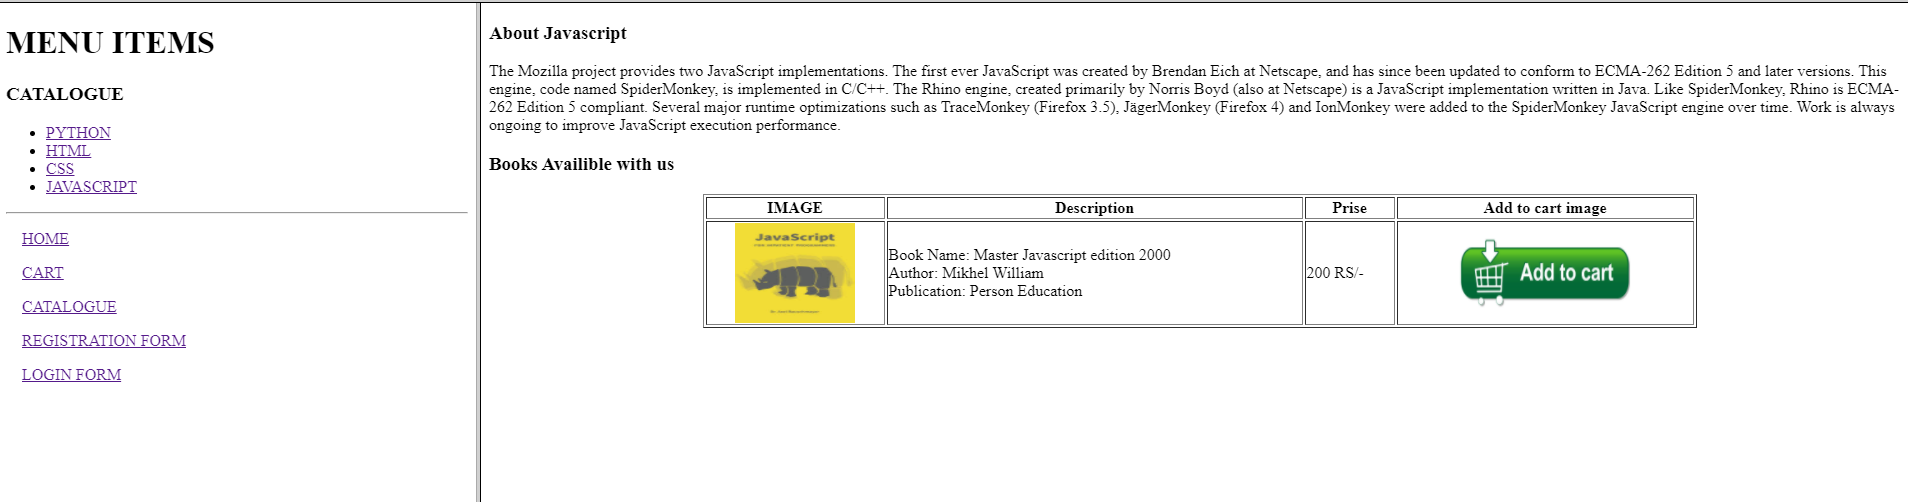 MENU ITEMS
CATALOGUE
PYTHON
HTML
CSS
JAVASCRIPT
HOME
CART
CATALOGUE
REGISTRATION FORM
LOGIN FORM
About Javascript
The Mozilla project provides two JavaScript implementations. The first ever JavaScript was created by Brendan Eich at Netscape, and has since been updated to conform to ECMA-262 Edition 5 and later versions. This
engine, code named SpiderMonkey, is implemented in C/C++. The Rhino engine, created primarily by Norris Boyd (also at Netscape) is a JavaScript implementation written in Java. Like SpiderMonkey, Rhino is ECMA-
262 Edition 5 compliant. Several major runtime optimizations such as TraceMonkey (Firefox 3.5), JägerMonkey (Firefox 4) and IonMonkey were added to the SpiderMonkey JavaScript engine over time. Work is always
ongoing to improve JavaScript execution performance.
Books Availible with us
IMAGE Description Prise Add to cart image
JavaScript
Book Name: Master Javascript edition 2000
Author: Mikhel William
Publication: Person Education
200 RS/-
Add to cart